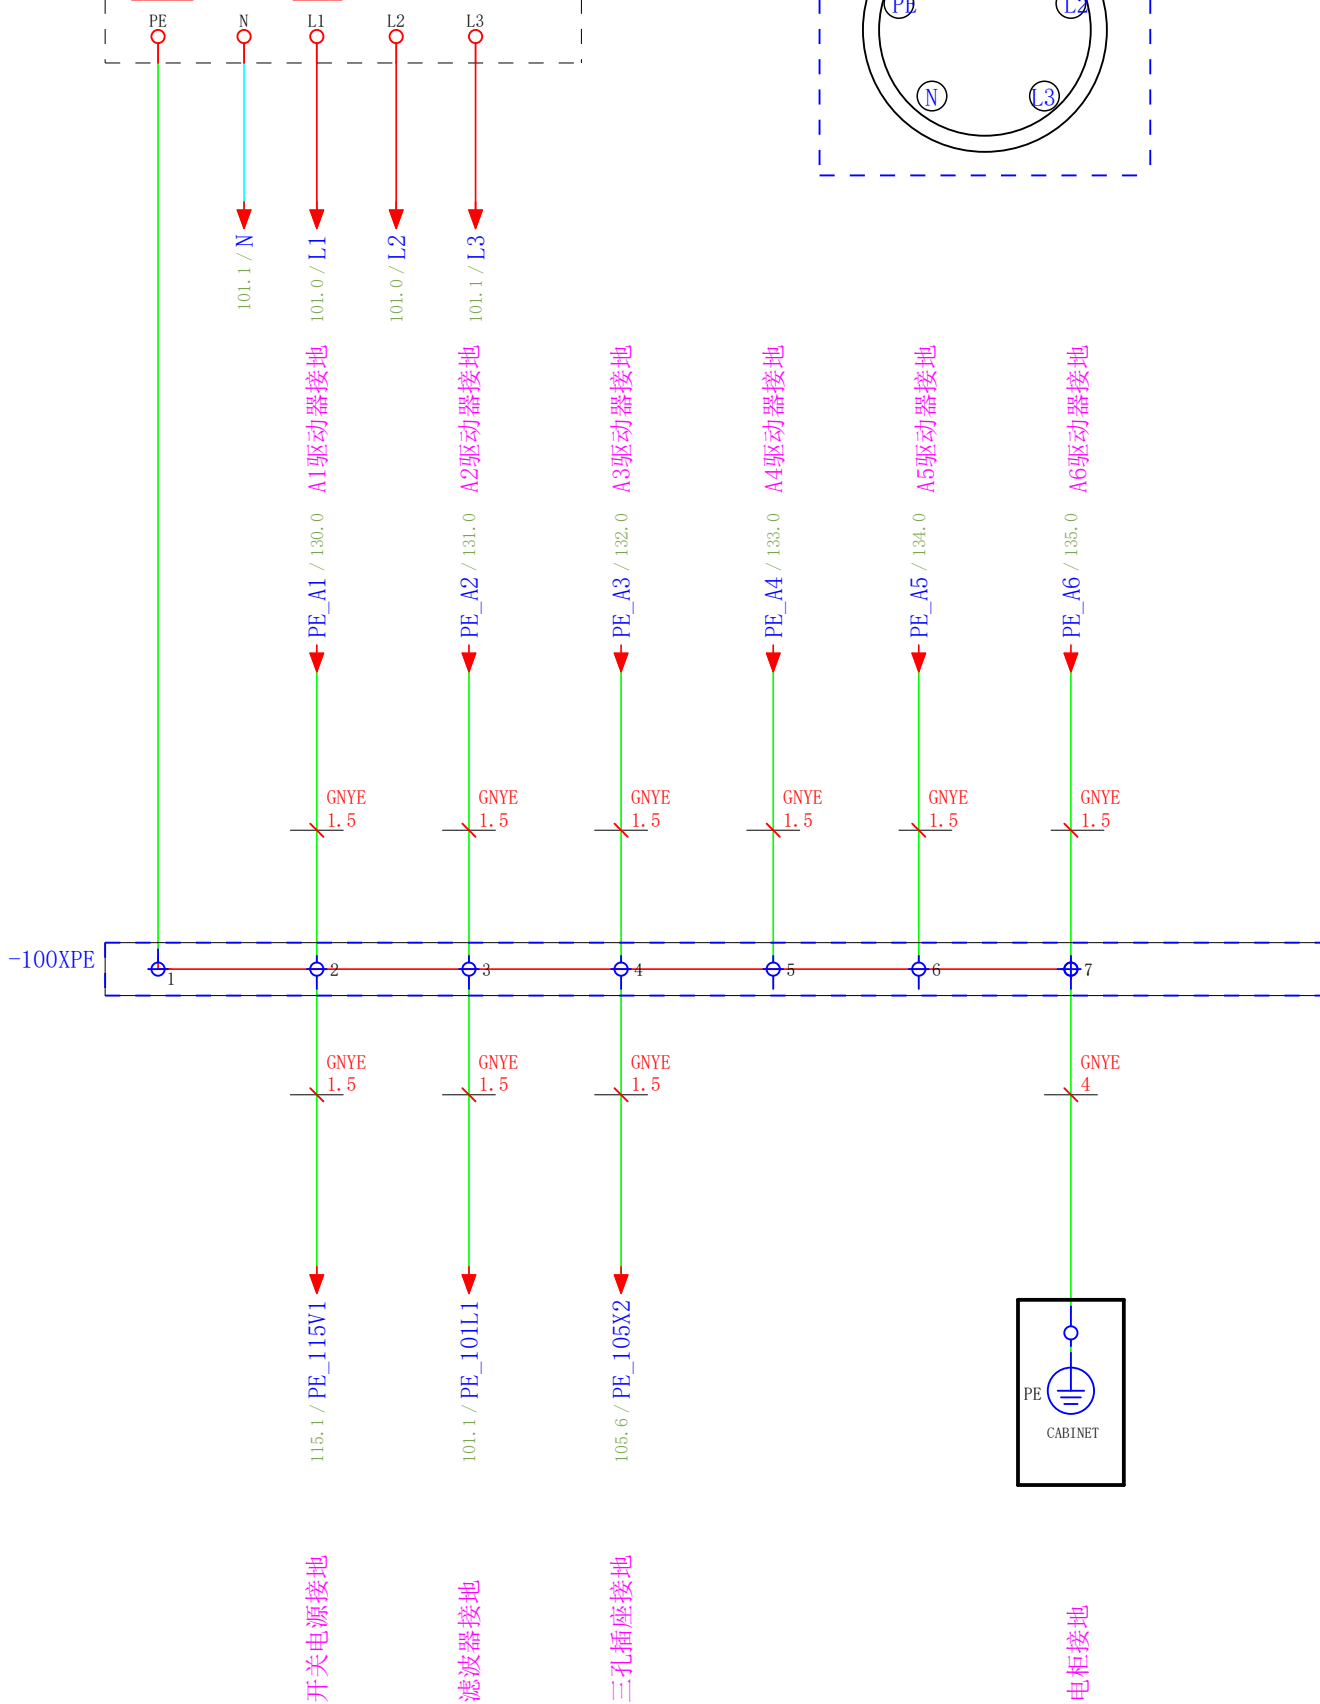 PE N L1 L2 L3
PE L2
N L3
101.1 / N
101.0 / L1
101.0 / L2
101.1 / L3
PE_A1 / 130.0 A1驱动器接地
PE_A2 / 131.0 A2驱动器接地
PE_A3 / 132.0 A3驱动器接地
PE_A4 / 133.0 A4驱动器接地
PE_A5 / 134.0 A5驱动器接地
PE_A6 / 135.0 A6驱动器接地
GNYE GNYE GNYE GNYE GNYE GNYE
1.5 1.5 1.5 1.5 1.5 1.5
-100XPE
1 2 3 4 5 6 7
GNYE GNYE GNYE GNYE
1.5 1.5 1.5 4
115.1 / PE_115V1
101.1 / PE_101L1
105.6 / PE_105X2
PE
CABINET
开关电源接地
滤波器接地
三孔插座接地
电柜接地